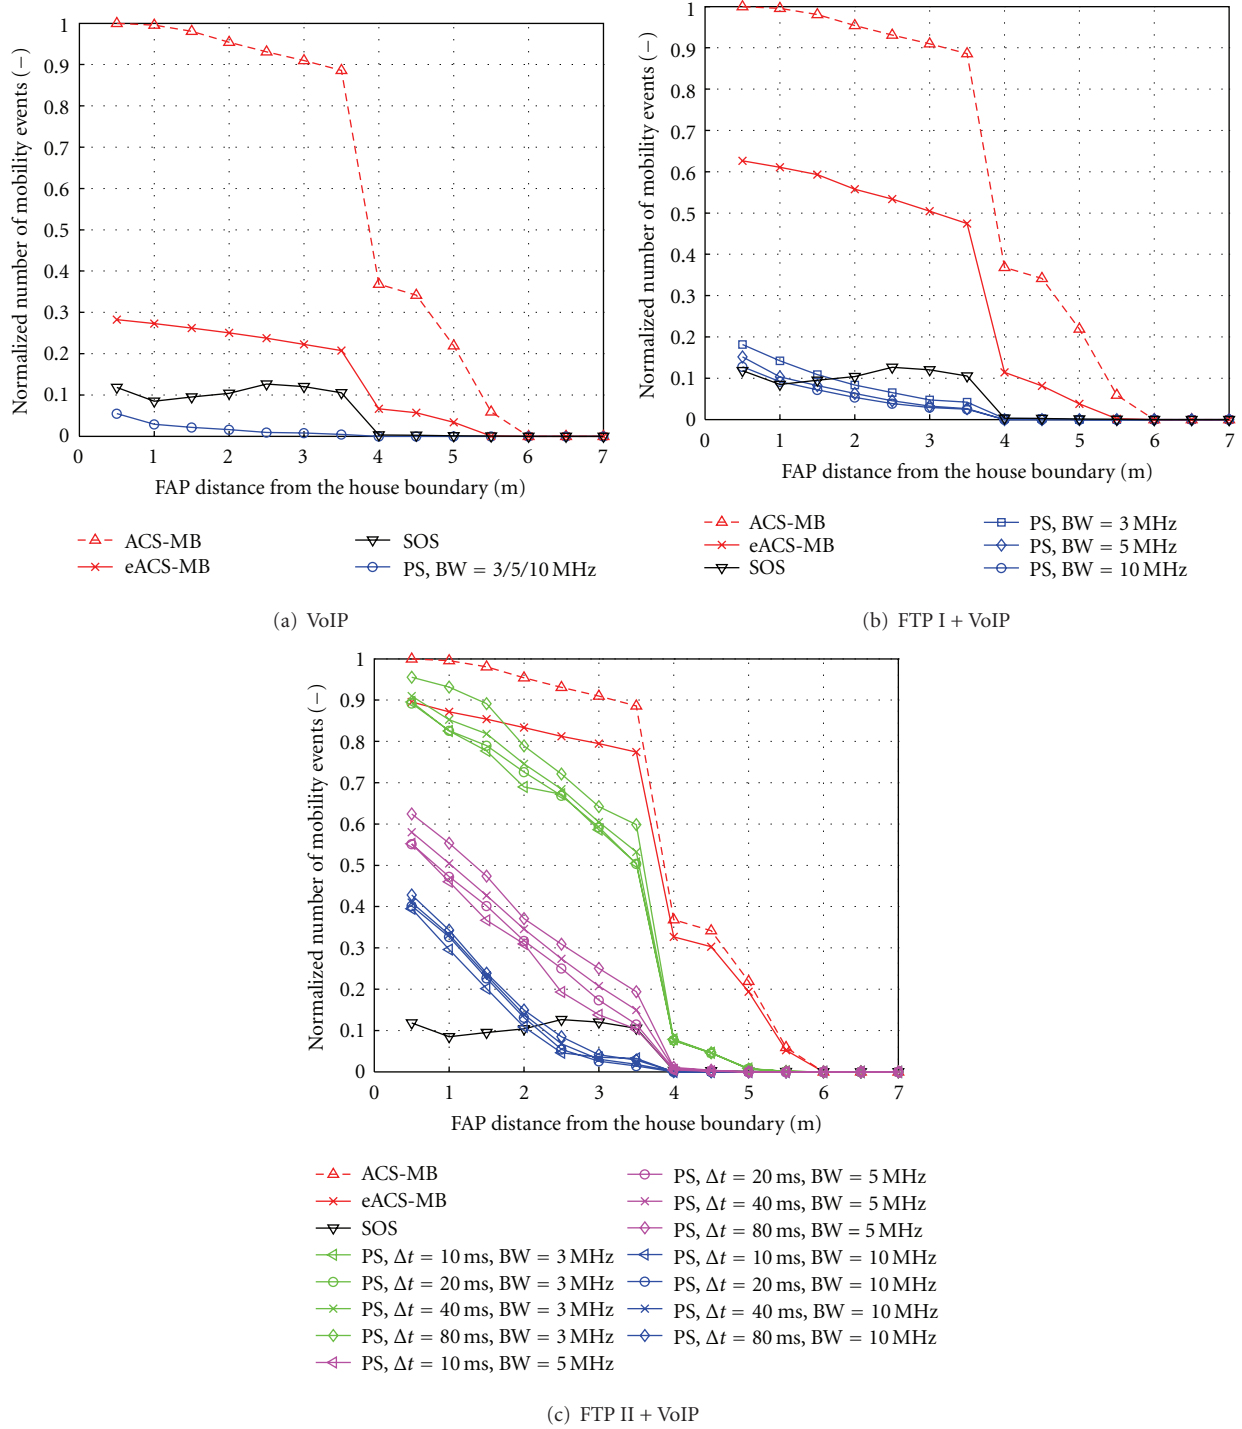 1
0.9
0.8
0.7
0.6
0.5
0.4
0.3
0.2
0.1
0
Normalized number of mobility events (−)
0 1 2 3 4 5 6 7
FAP distance from the house boundary (m)
ACS-MB
eACS-MB
SOS
PS, BW = 3/5/10 MHz
(a) VoIP
1
0.9
0.8
0.7
0.6
0.5
0.4
0.3
0.2
0.1
0
Normalized number of mobility events (−)
0 1 2 3 4 5 6 7
FAP distance from the house boundary (m)
ACS-MB
eACS-MB
SOS
PS, BW = 3 MHz
PS, BW = 5 MHz
PS, BW = 10 MHz
(b) FTP I + VoIP
1
0.9
0.8
0.7
0.6
0.5
0.4
0.3
0.2
0.1
0
Normalized number of mobility events (−)
0 1 2 3 4 5 6 7
FAP distance from the house boundary (m)
ACS-MB
eACS-MB
SOS
PS, Δt = 10 ms, BW = 3 MHz
PS, Δt = 20 ms, BW = 3 MHz
PS, Δt = 40 ms, BW = 3 MHz
PS, Δt = 80 ms, BW = 3 MHz
PS, Δt = 10 ms, BW = 5 MHz
PS, Δt = 20 ms, BW = 5 MHz
PS, Δt = 40 ms, BW = 5 MHz
PS, Δt = 80 ms, BW = 5 MHz
PS, Δt = 10 ms, BW = 10 MHz
PS, Δt = 20 ms, BW = 10 MHz
PS, Δt = 40 ms, BW = 10 MHz
PS, Δt = 80 ms, BW = 10 MHz
(c) FTP II + VoIP